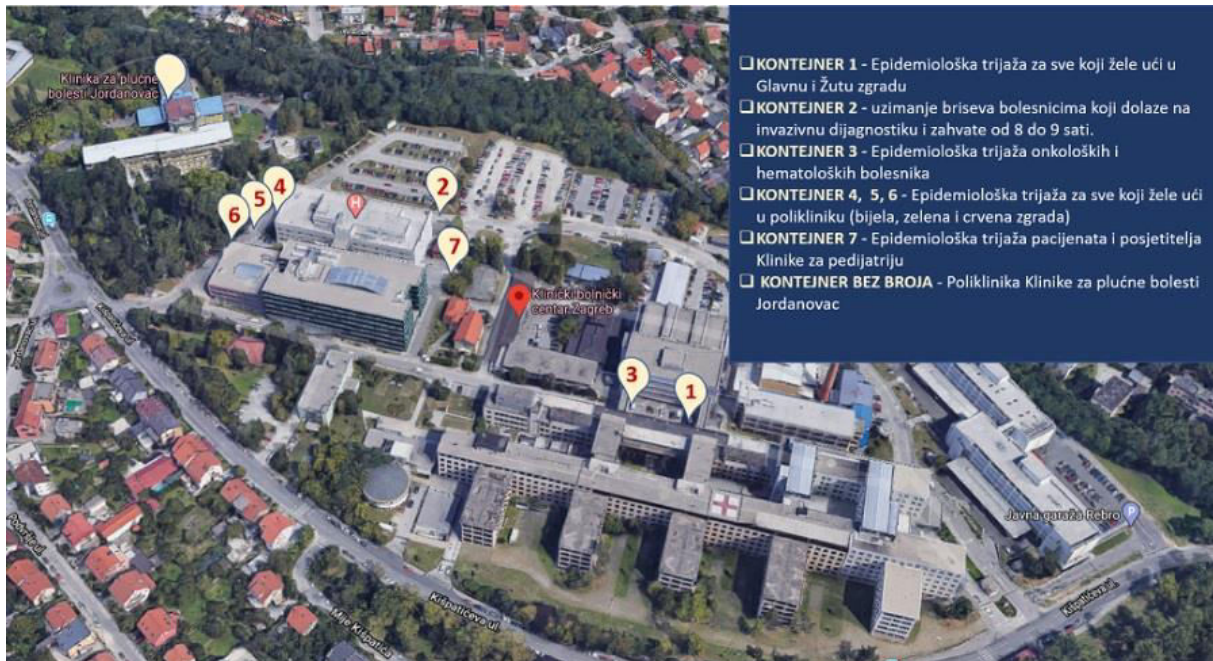 Klinika za plućne
bolesti Jordanovac
4
5
6
2
H
7
Klinički bolnički
centar Zagreb
3
1
Javna garaža Rebro
P
Kišpatićeva ul
Kišpatićeva ul
Mije Kišpatića
Kišpatićeva ul
KONTEJNER 1 - Epidemiološka trijaža za sve koji žele ući u
Glavnu i Žutu zgradu
KONTEJNER 2 - uzimanje briseva bolesnicima koji dolaze na
invazivnu dijagnostiku i zahvate od 8 do 9 sati.
KONTEJNER 3 - Epidemiološka trijaža onkoloških i
hematoloških bolesnika
KONTEJNER 4, 5, 6 - Epidemiološka trijaža za sve koji žele ući
u polikliniku (bijela, zelena i crvena zgrada)
KONTEJNER 7 - Epidemiološka trijaža pacijenata i posjetitelja
Klinike za pedijatriju
KONTEJNER BEZ BROJA - Poliklinika Klinike za plućne bolesti
Jordanovac